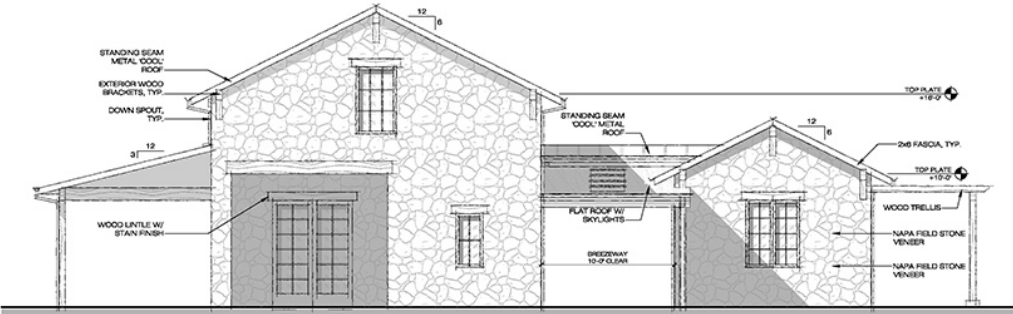 12
6
STANDING SEAM
METAL 'COOL'
ROOF
EXTERIOR WOOD
BRACKETS, TYP.
DOWN SPOUT,
TYP.
12
3
WOOD LINTLE W/
STAIN FINISH
STANDING SEAM
'COOL' METAL
ROOF
FLAT ROOF W/
SKYLIGHTS
BREEZEWAY
10'-0" CLEAR
TOP PLATE
+16'-0"
12
6
2x6 FASCIA, TYP.
TOP PLATE
+10'-0"
WOOD TRELLIS
NAPA FIELD STONE
VENEER
NAPA FIELD STONE
VENEER